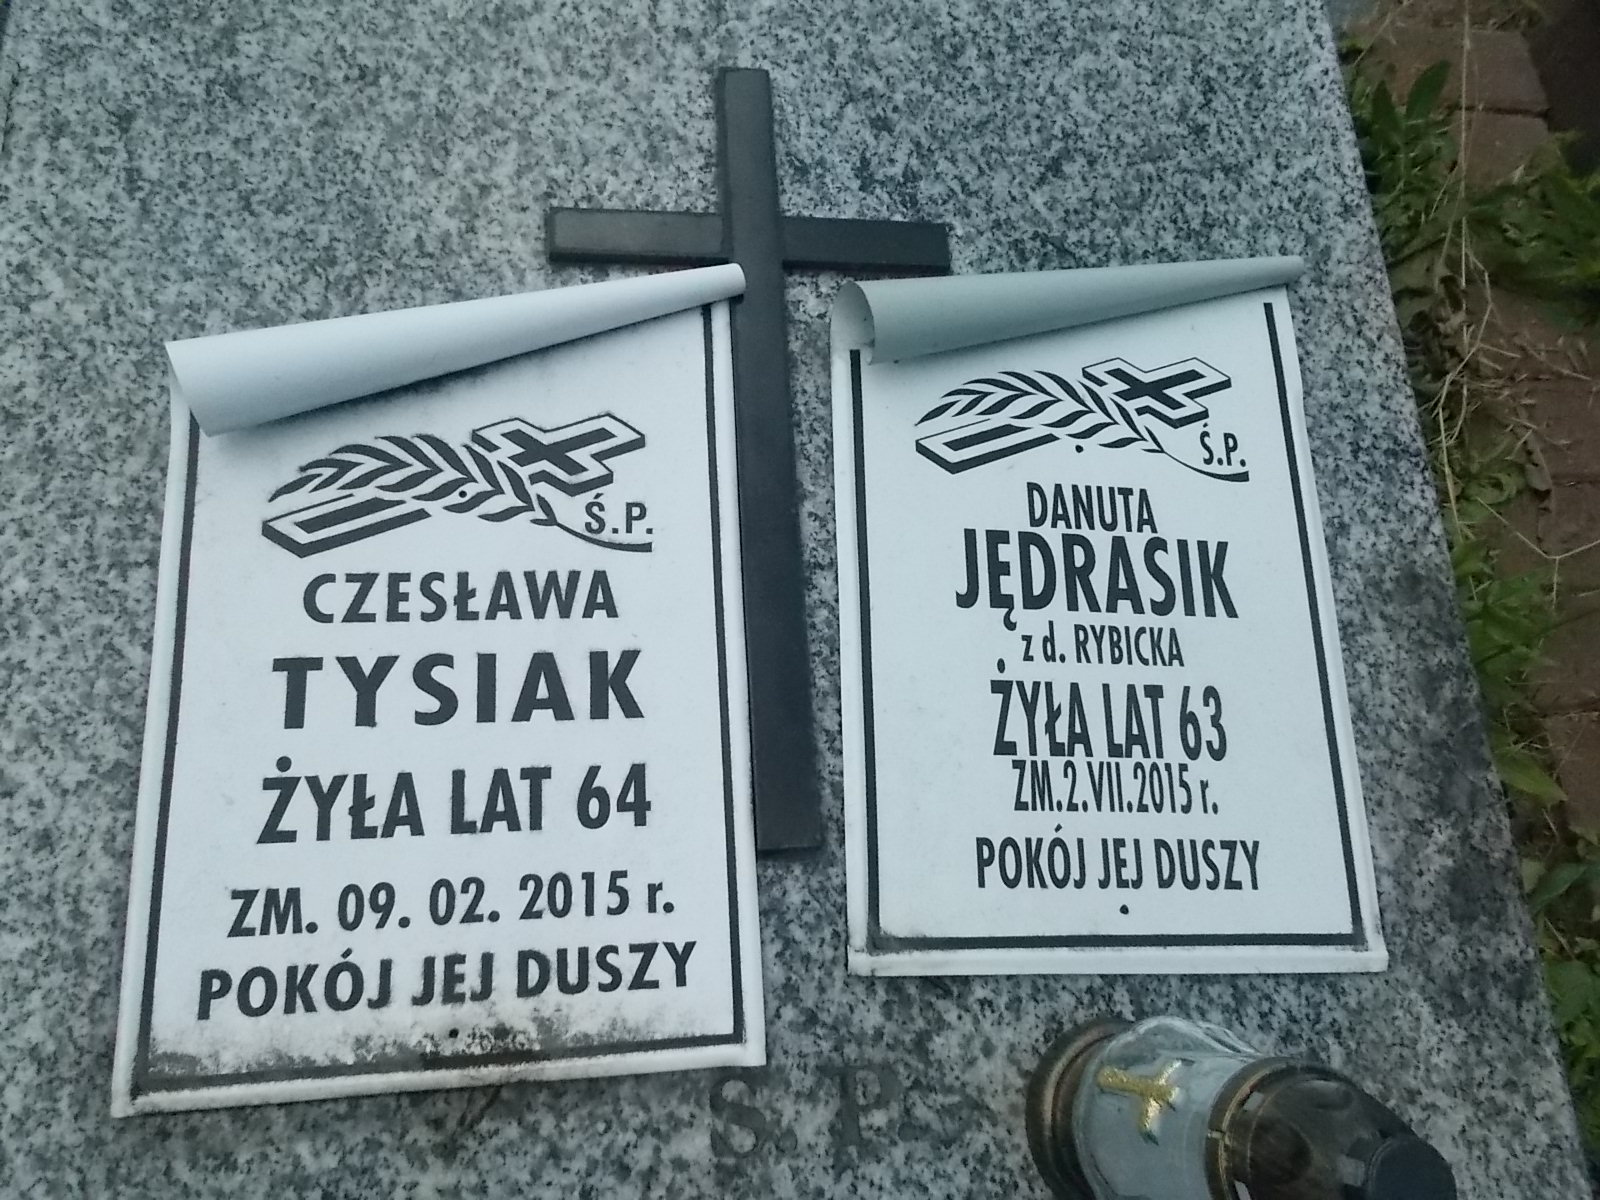 Ś.P.
CZESŁAWA
TYSIAK
ŻYŁA LAT 64
ZM. 09. 02. 2015 r.
POKÓJ JEJ DUSZY
Ś.P.
DANUTA
JĘDRASIK
z d. RYBICKA
ŻYŁA LAT 63
ZM.2.VII.2015 r.
POKÓJ JEJ DUSZY
Ś. P.